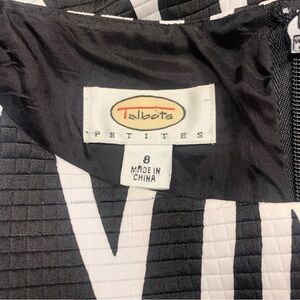 Talbots
PETITES
8
MADE IN
CHINA